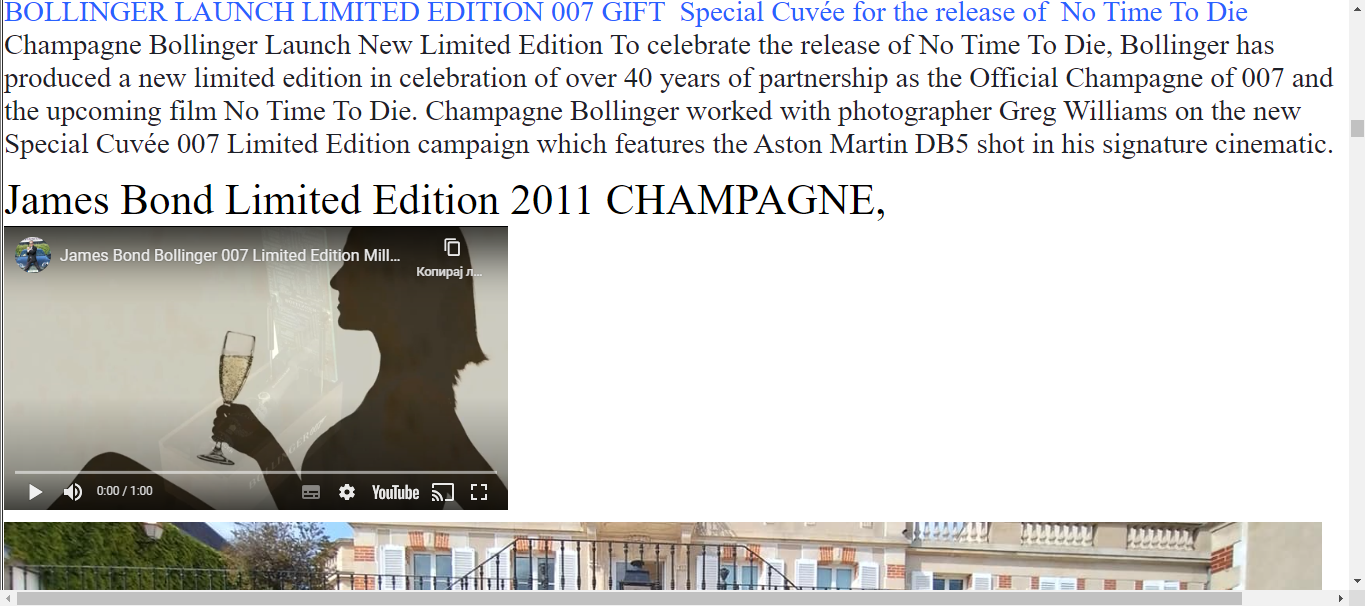 BOLLINGER LAUNCH LIMITED EDITION 007 GIFT  Special Cuvée for the release of  No Time To Die
Champagne Bollinger Launch New Limited Edition To celebrate the release of No Time To Die, Bollinger has
produced a new limited edition in celebration of over 40 years of partnership as the Official Champagne of 007 and
the upcoming film No Time To Die. Champagne Bollinger worked with photographer Greg Williams on the new
Special Cuvée 007 Limited Edition campaign which features the Aston Martin DB5 shot in his signature cinematic.
James Bond Limited Edition 2011 CHAMPAGNE,
James Bond Bollinger 007 Limited Edition Mill...
Копирај л...
BOLLINGER
0:00 / 1:00
YouTube